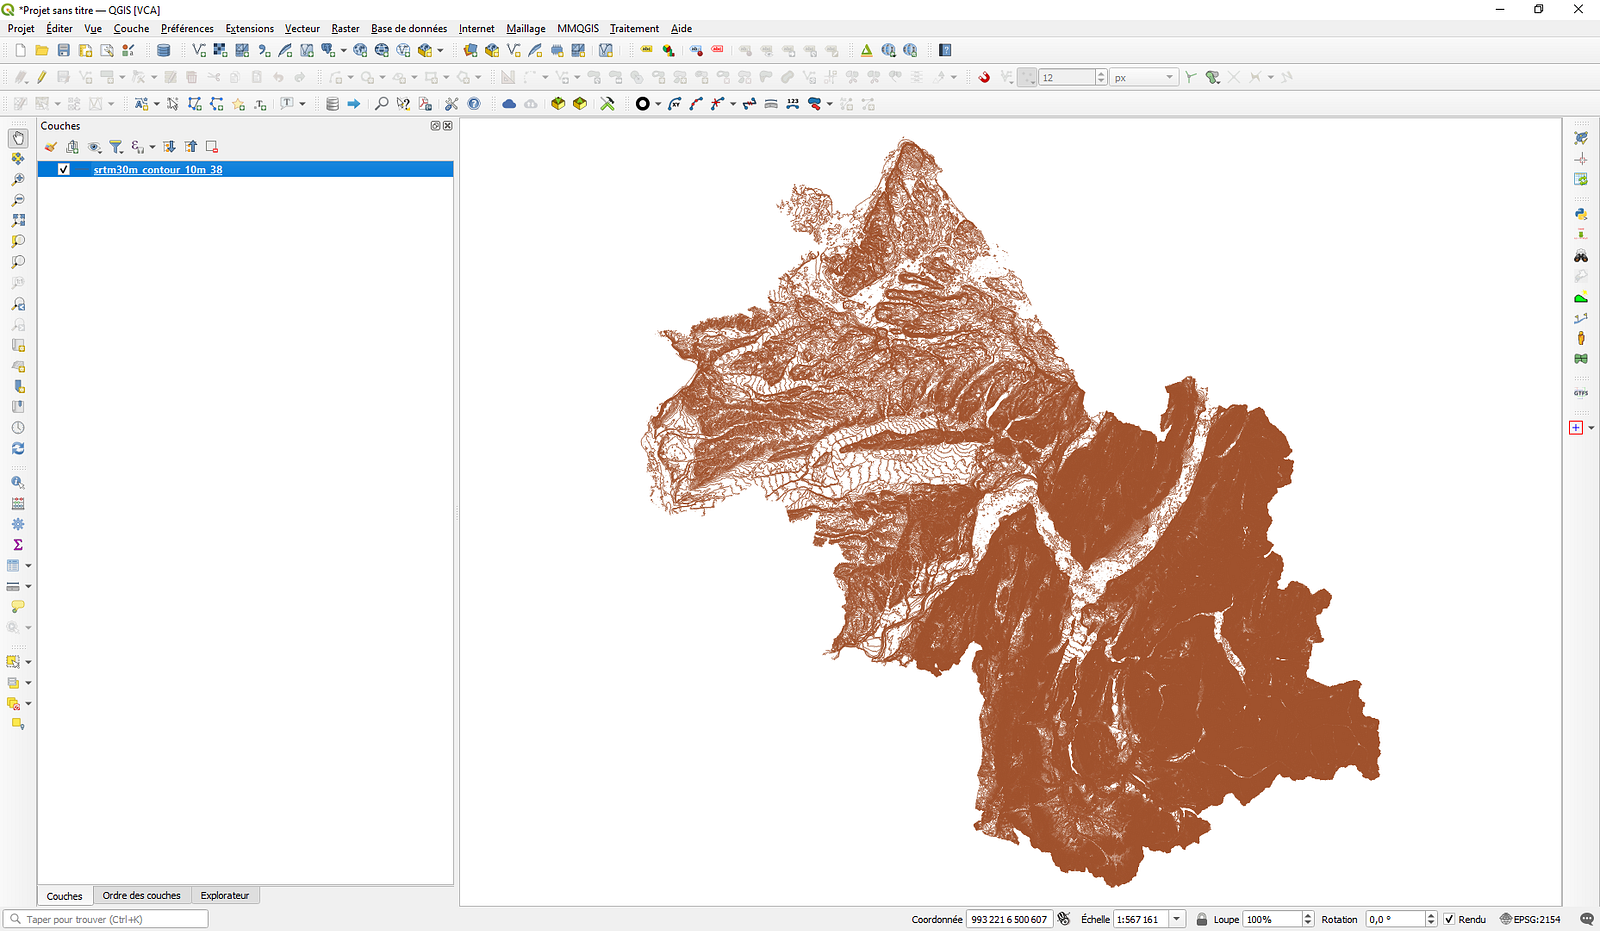 *Projet sans titre — QGIS [VCA]
Projet Éditer Vue Couche Préférences Extensions Vecteur Raster Base de données Internet Maillage MMQGIS Traitement Aide
12 px
123
Couches
srtm30m_contour_10m_38
GTFS
Couches Ordre des couches Explorateur
Taper pour trouver (Ctrl+K) Coordonnée 993 221 6 500 607 Échelle 1:567 161 Loupe 100% Rotation 0,0 ° Rendu EPSG:2154